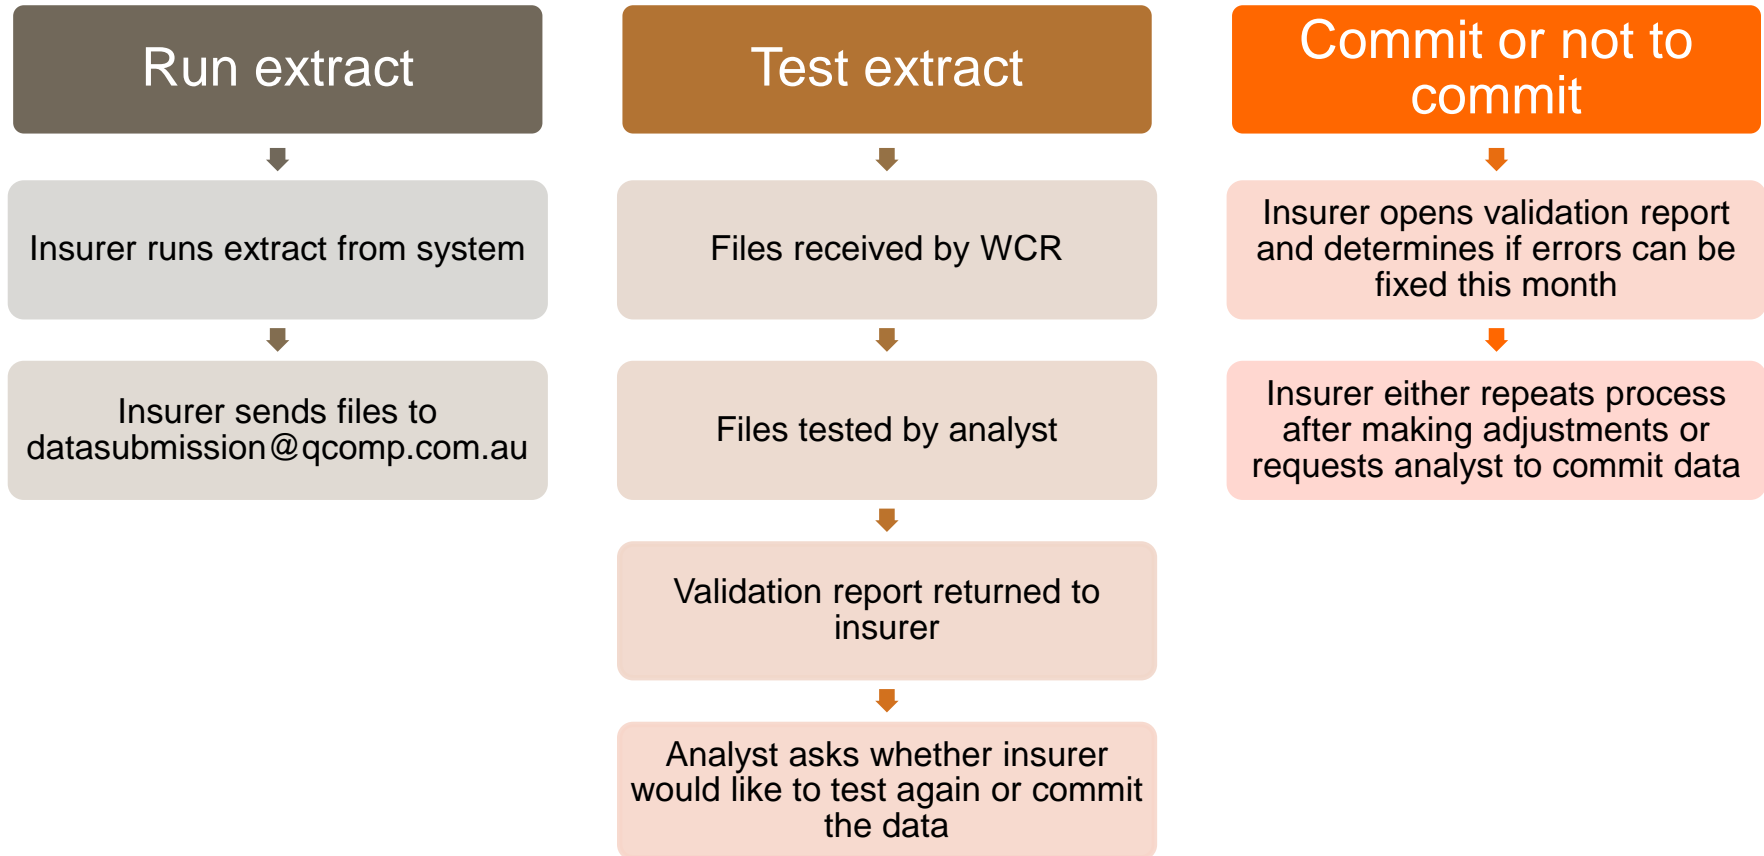 Run extract
Insurer runs extract from system
Insurer sends files to
datasubmission@qcomp.com.au
Test extract
Files received by WCR
Files tested by analyst
Validation report returned to
insurer
Analyst asks whether insurer
would like to test again or commit
the data
Commit or not to
commit
Insurer opens validation report
and determines if errors can be
fixed this month
Insurer either repeats process
after making adjustments or
requests analyst to commit data